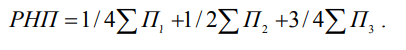 РНП = 1/4∑П₁ +1/2∑П₂ +3/4∑П₃ .